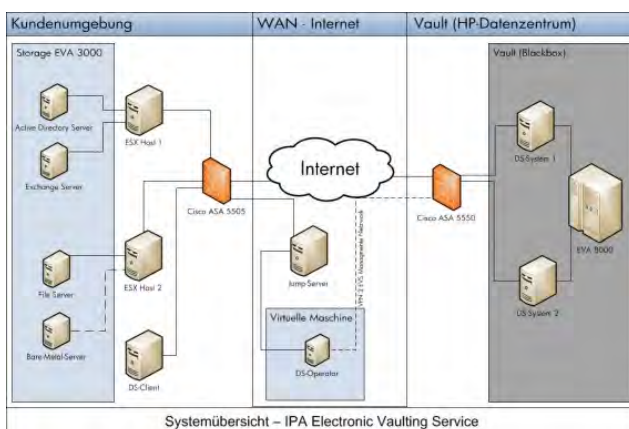 Kundenumgebung
WAN - Internet
Vault (HP-Datenzentrum)
Storage EVA 3000
Vault (Blackbox)
Active Directory Server
ESX Host 1
DS-System 1
Exchange Server
Internet
Cisco ASA 5505
Cisco ASA 5550
EVA 8000
File Server
ESX Host 2
Jump-Server
DS-System 2
Virtuelle Maschine
Bare-Metal-Server
DS-Client
DS-Operator
Systemübersicht – IPA Electronic Vaulting Service